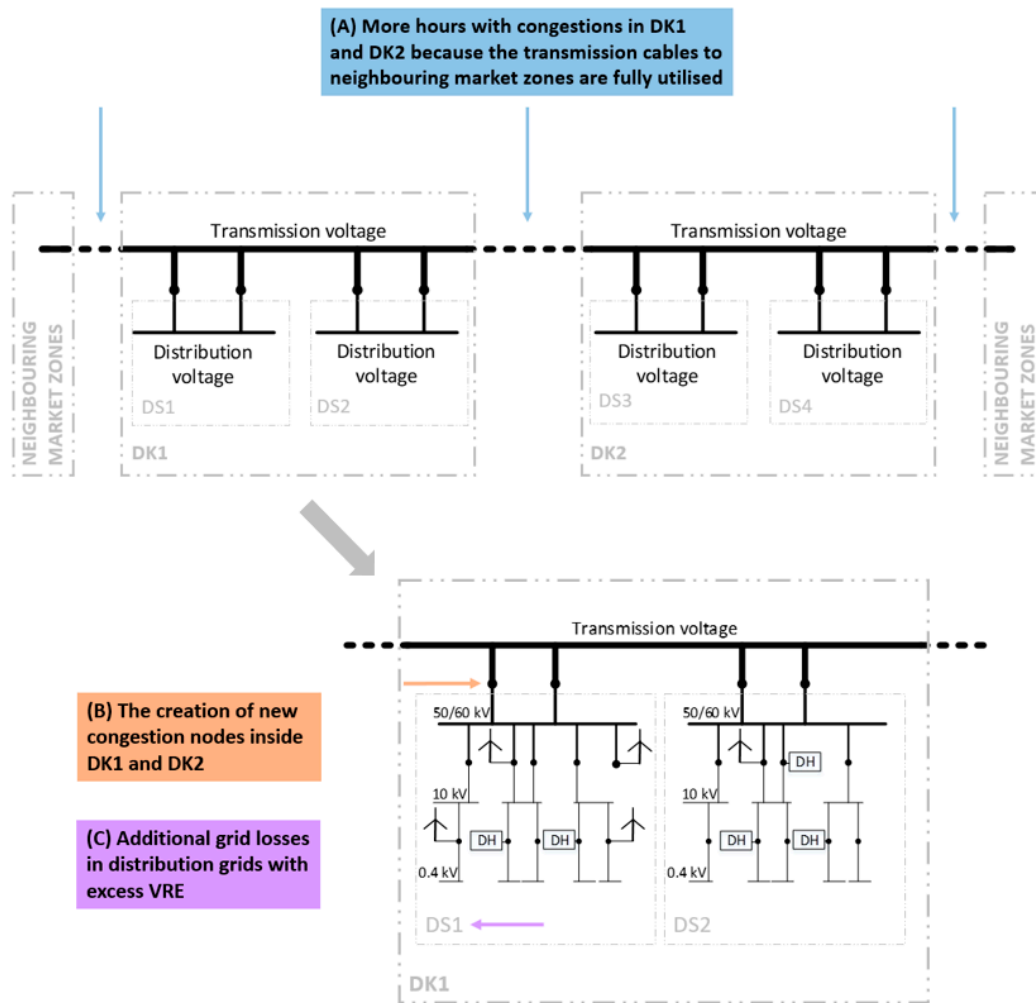 (A) More hours with congestions in DK1
and DK2 because the transmission cables to
neighbouring market zones are fully utilised
NEIGHBOURING
MARKET ZONES
Transmission voltage
Distribution
voltage
DS1
Distribution
voltage
DS2
DK1
Transmission voltage
Distribution
voltage
DS3
Distribution
voltage
DS4
DK2
NEIGHBOURING
MARKET ZONES
Transmission voltage
(B) The creation of new
congestion nodes inside
DK1 and DK2
(C) Additional grid losses
in distribution grids with
excess VRE
50/60 kV
10 kV
DH
DH
0.4 kV
DS1
50/60 kV
DH
10 kV
DH
DH
0.4 kV
DS2
DK1